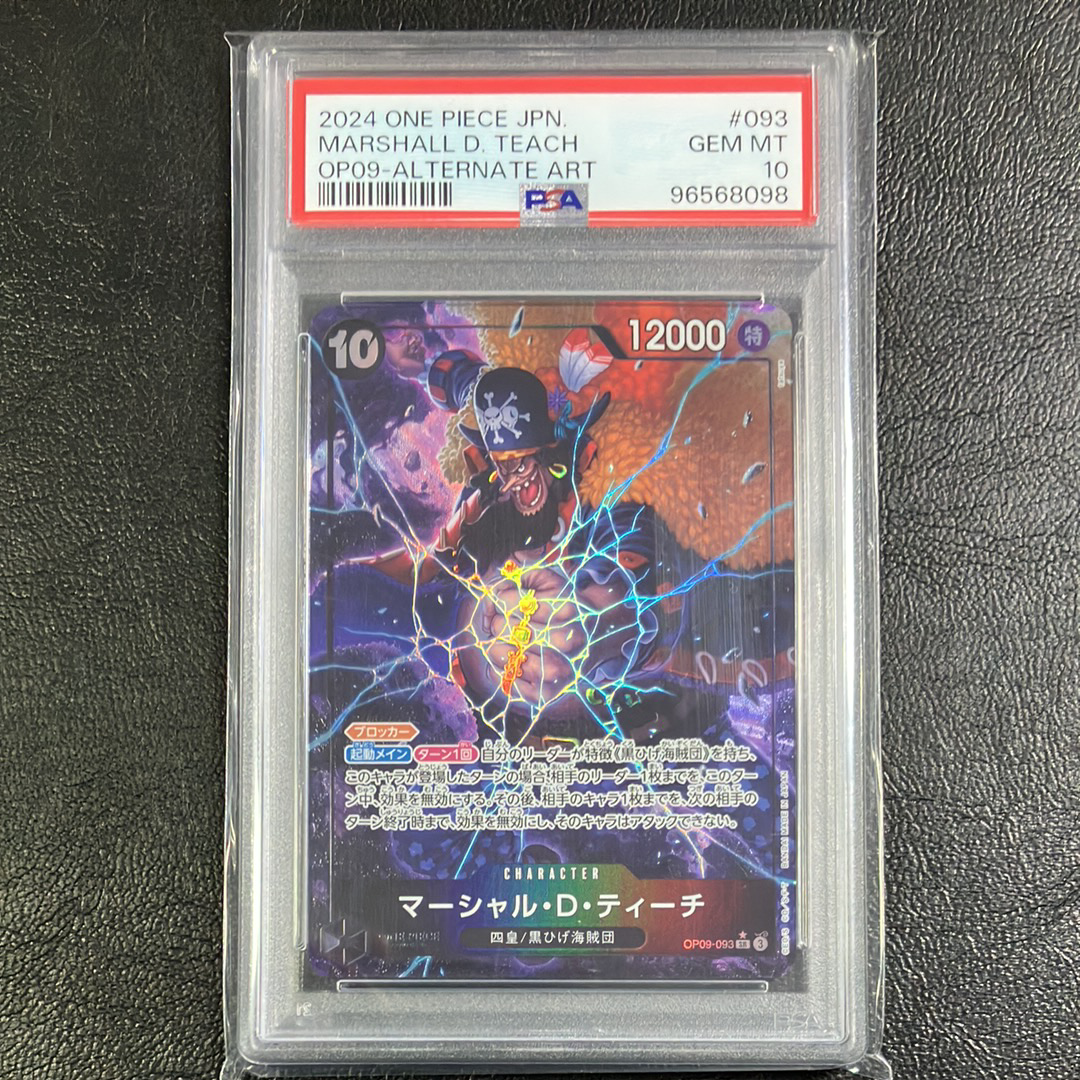 2024 ONE PIECE JPN. #093
MARSHALL D. TEACH GEM MT
OP09-ALTERNATE ART 10
PSA 96568098
10 12000 特
ブロッカー
起動メイン ターン1回 自分のリーダーが特徴《黒ひげ海賊団》を持ち、
このキャラが登場したターンの場合、相手のリーダー1枚までを、このター
ン中、効果を無効にする。その後、相手のキャラ1枚までを、次の相手の
ターン終了時まで、効果を無効にし、そのキャラはアタックできない。
CHARACTER
マーシャル・D・ティーチ
四皇/黒ひげ海賊団
OP09-093 SR 3
BANDAI MADE IN JAPAN